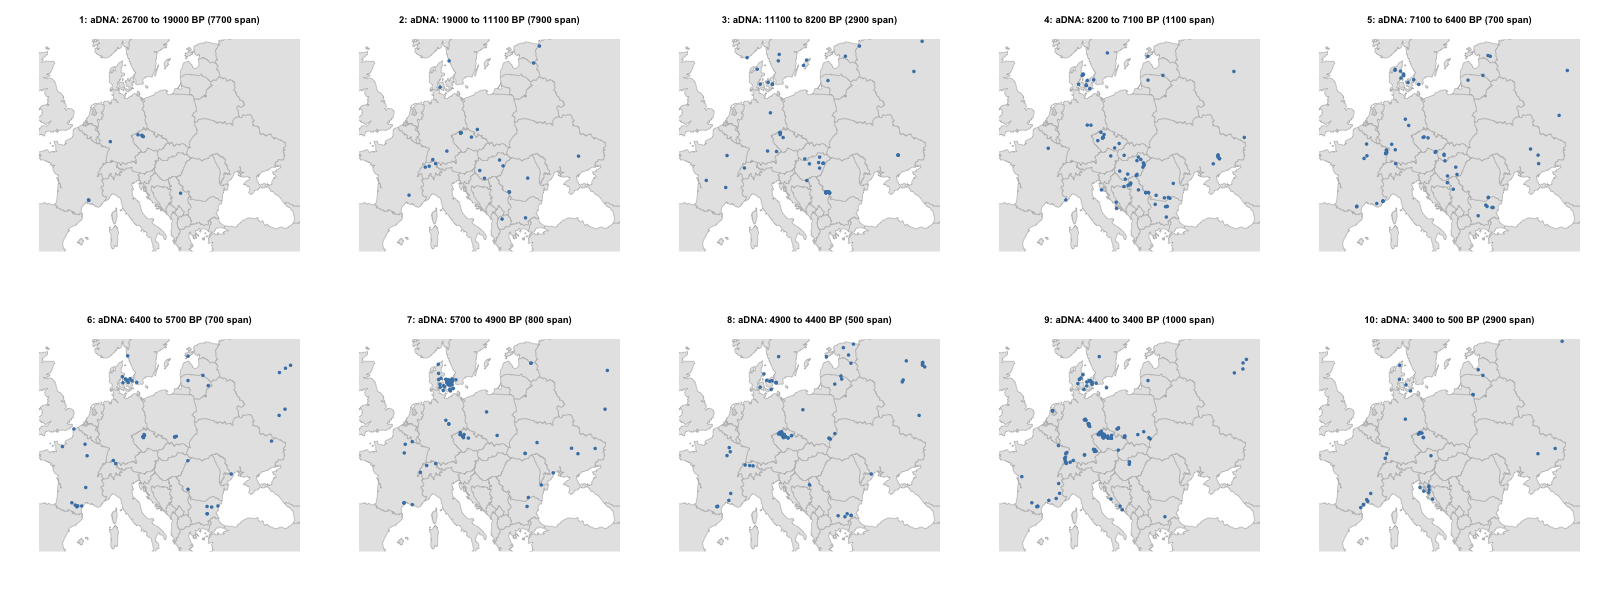 1: aDNA: 26700 to 19000 BP (7700 span)
2: aDNA: 19000 to 11100 BP (7900 span)
3: aDNA: 11100 to 8200 BP (2900 span)
4: aDNA: 8200 to 7100 BP (1100 span)
5: aDNA: 7100 to 6400 BP (700 span)
6: aDNA: 6400 to 5700 BP (700 span)
7: aDNA: 5700 to 4900 BP (800 span)
8: aDNA: 4900 to 4400 BP (500 span)
9: aDNA: 4400 to 3400 BP (1000 span)
10: aDNA: 3400 to 500 BP (2900 span)